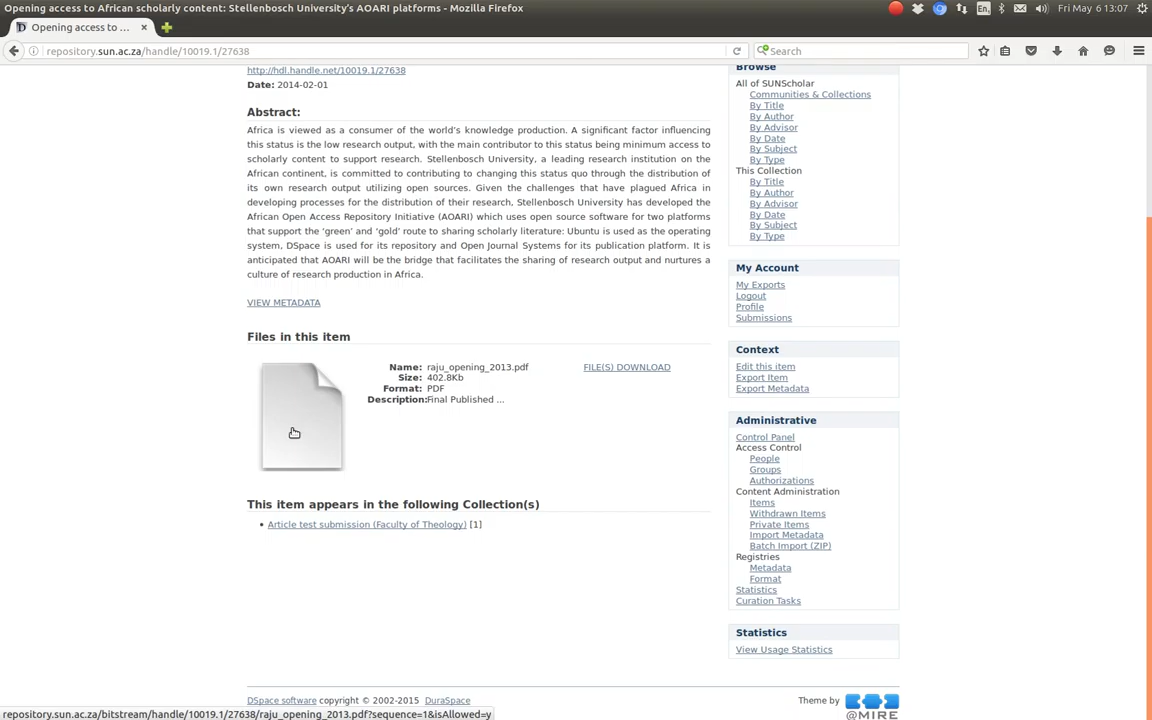 Opening access to African scholarly content: Stellenbosch University's AOARI platforms - Mozilla Firefox
En
Fri May 6 13:07
Opening access to ...
repository.sun.ac.za/handle/10019.1/27638
Search
http://hdl.handle.net/10019.1/27638
Date: 2014-02-01
Abstract:
Africa is viewed as a consumer of the world's knowledge production. A significant factor influencing
this status is the low research output, with the main contributor to this status being minimum access to
scholarly content to support research. Stellenbosch University, a leading research institution on the
African continent, is committed to contributing to changing this status quo through the distribution of
its own research output utilizing open sources. Given the challenges that have plagued Africa in
developing processes for the distribution of their research, Stellenbosch University has developed the
African Open Access Repository Initiative (AOARI) which uses open source software for two platforms
that support the 'green' and 'gold' route to sharing scholarly literature: Ubuntu is used as the operating
system, DSpace is used for its repository and Open Journal Systems for its publication platform. It is
anticipated that AOARI will be the bridge that facilitates the sharing of research output and nurtures a
culture of research production in Africa.
VIEW METADATA
Files in this item
Name: raju_opening_2013.pdf
Size: 402.8Kb
Format: PDF
Description:Final Published ...
FILE(S) DOWNLOAD
This item appears in the following Collection(s)
• Article test submission (Faculty of Theology) [1]
Browse
All of SUNScholar
Communities & Collections
By Title
By Author
By Advisor
By Date
By Subject
By Type
This Collection
By Title
By Author
By Advisor
By Date
By Subject
By Type
My Account
My Exports
Logout
Profile
Submissions
Context
Edit this item
Export Item
Export Metadata
Administrative
Control Panel
Access Control
People
Groups
Authorizations
Content Administration
Items
Withdrawn Items
Private Items
Import Metadata
Batch Import (ZIP)
Registries
Metadata
Format
Statistics
Curation Tasks
Statistics
View Usage Statistics
DSpace software copyright © 2002-2015 DuraSpace
Theme by
@MIRE
repository.sun.ac.za/bitstream/handle/10019.1/27638/raju_opening_2013.pdf?sequence=1&isAllowed=y